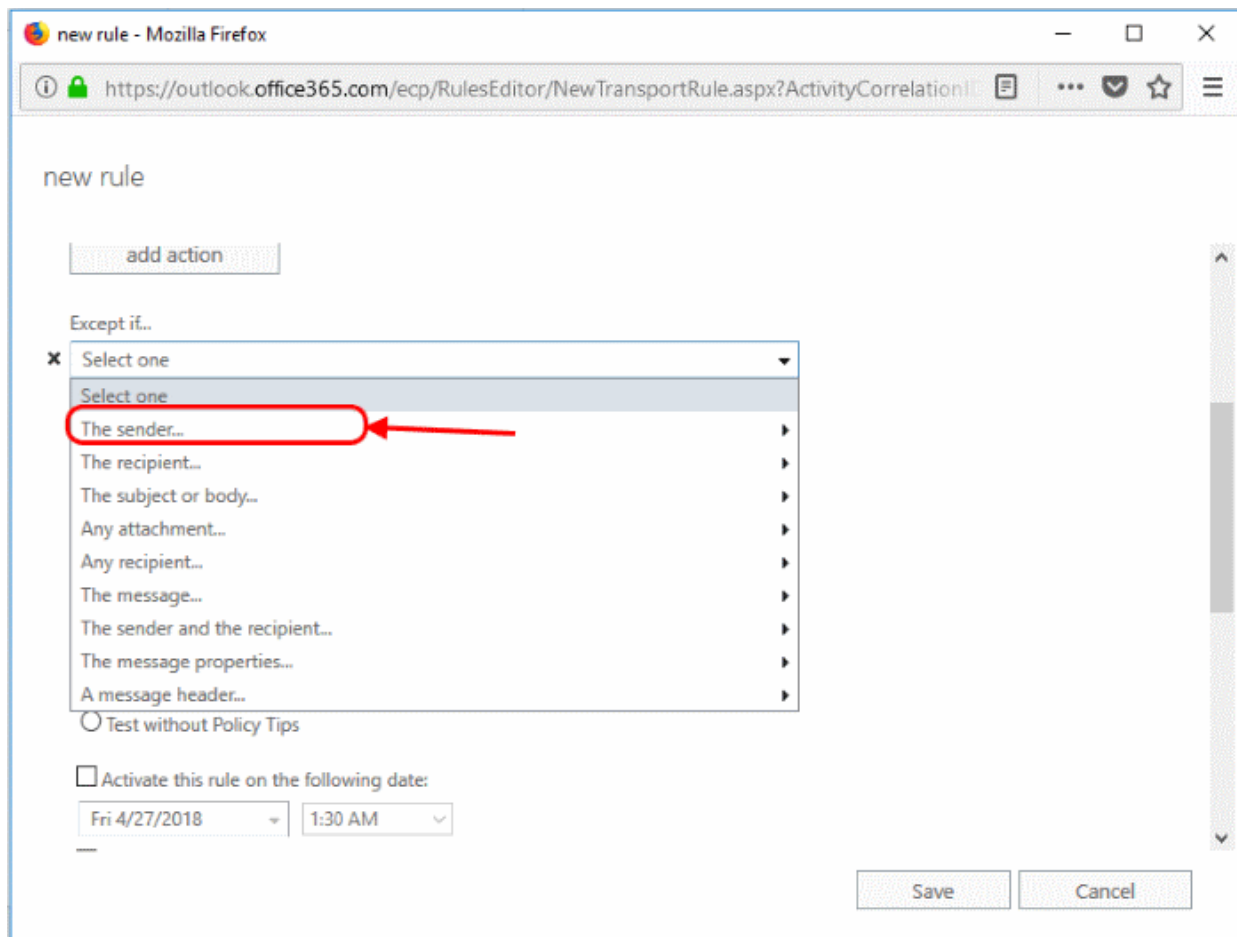 new rule - Mozilla Firefox
https://outlook.office365.com/ecp/RulesEditor/NewTransportRule.aspx?ActivityCorrelationI
new rule
add action
Except if...
Select one
Select one
The sender...
The recipient...
The subject or body...
Any attachment...
Any recipient...
The message...
The sender and the recipient...
The message properties...
A message header...
Test without Policy Tips
Activate this rule on the following date:
Fri 4/27/2018 1:30 AM
Save Cancel